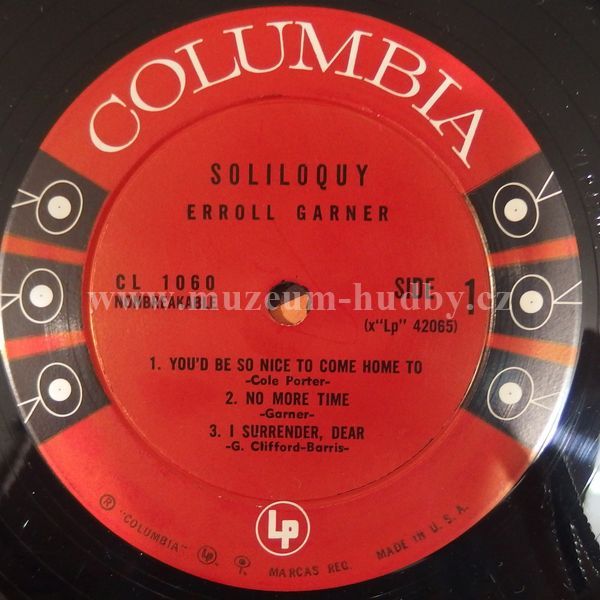 COLUMBIA
SOLILOQUY
ERROLL GARNER
CL 1060
NONBREAKABLE
SIDE 1
(x"Lp" 42065)
www.muzeum-hudby.cz
1. YOU'D BE SO NICE TO COME HOME TO
-Cole Porter-
2. NO MORE TIME
-Garner-
3. I SURRENDER, DEAR
-G. Clifford-Barris-
Lp
® "COLUMBIA" Lp MARCAS REG. MADE IN U.S.A.